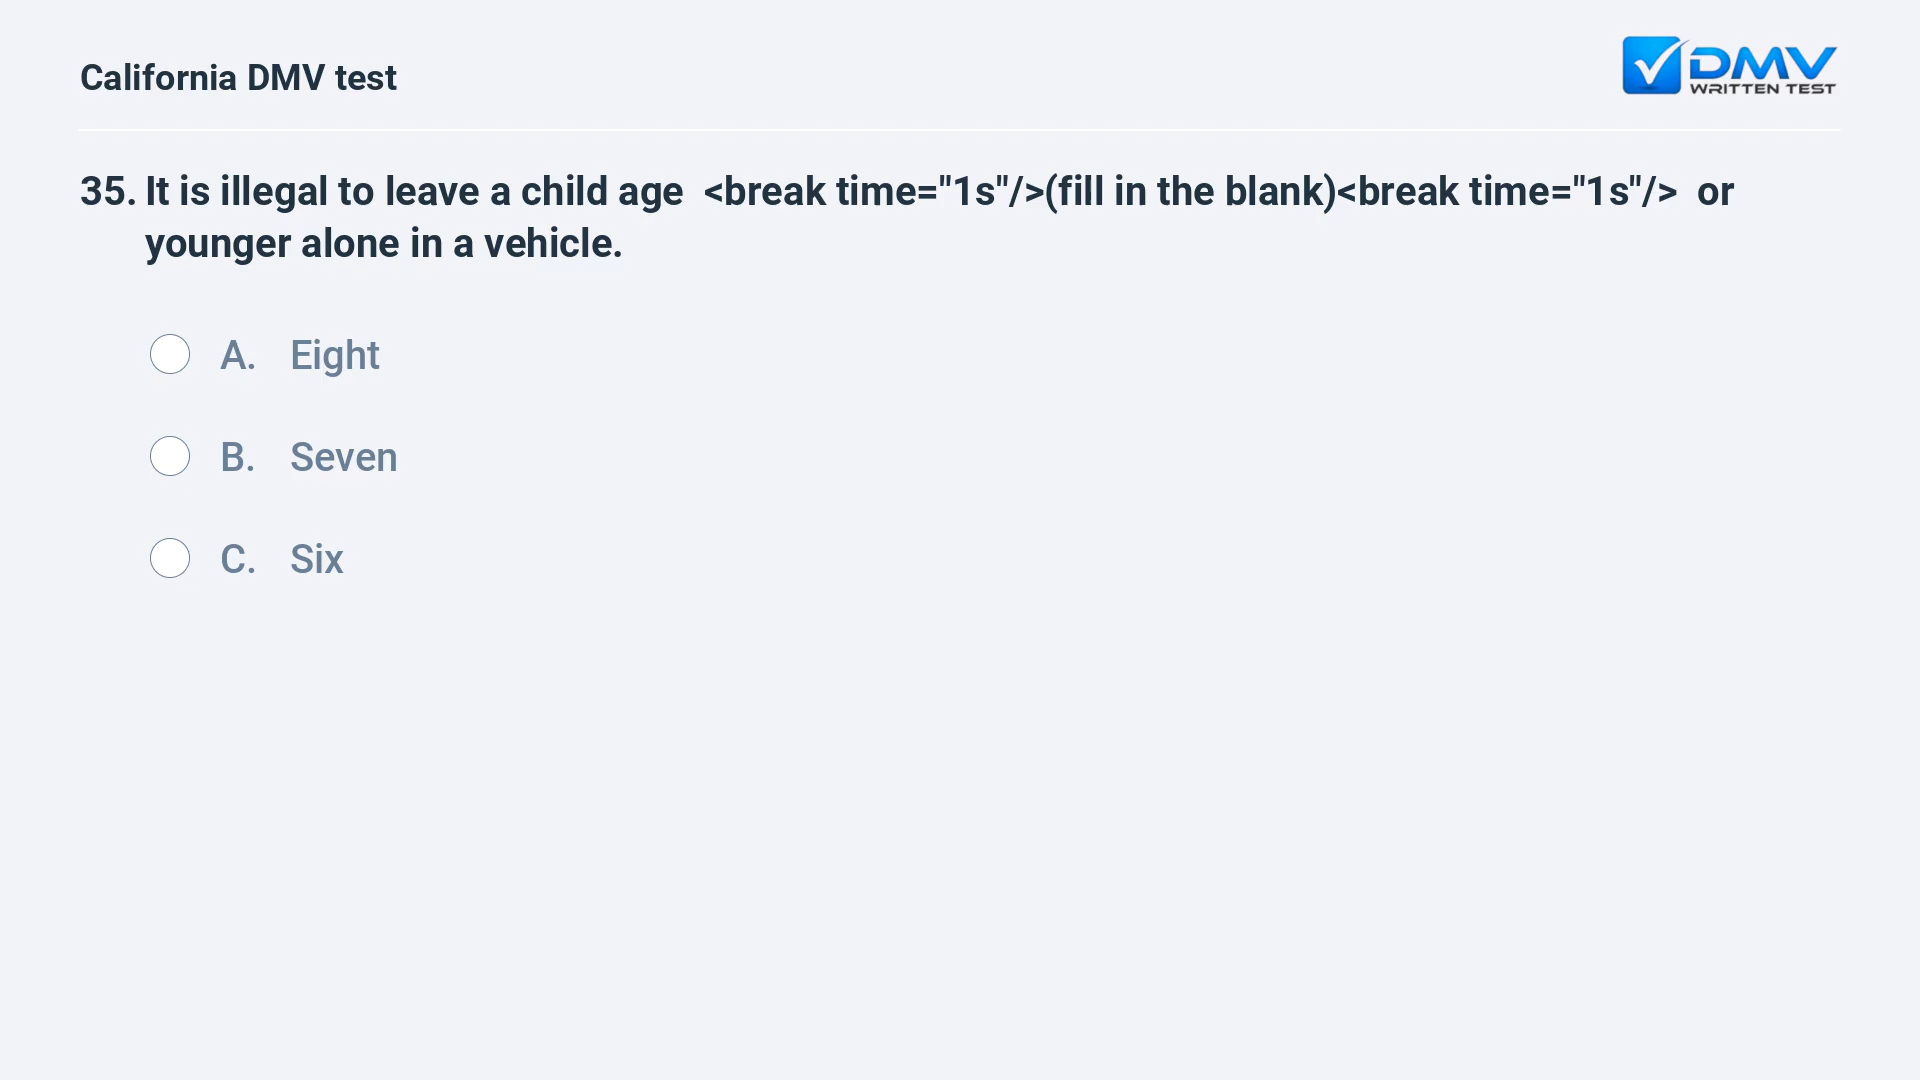 California DMV test
DMV
WRITTEN TEST
35. It is illegal to leave a child age  <break time="1s"/>(fill in the blank)<break time="1s"/>  or
younger alone in a vehicle.
A. Eight
B. Seven
C. Six